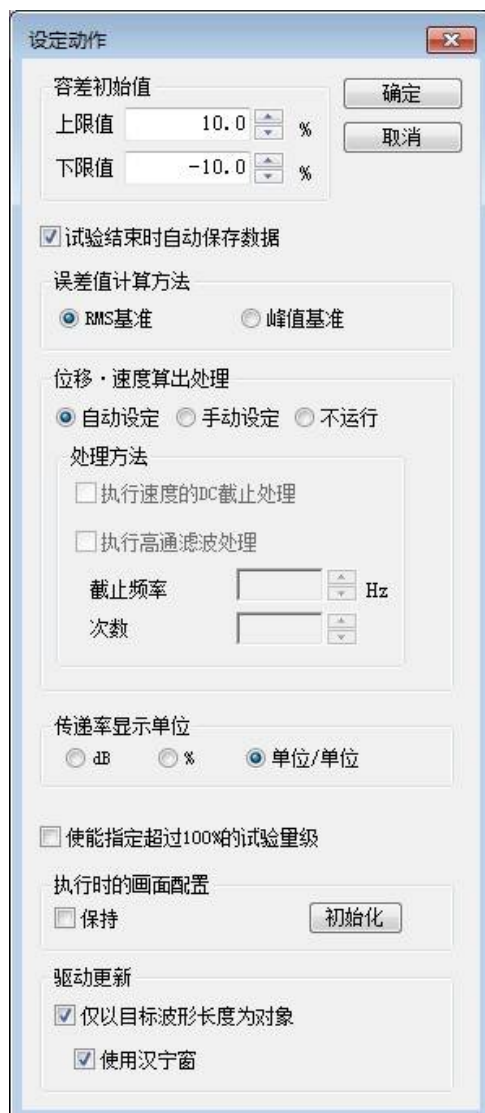 设定动作
容差初始值
确定
上限值 10.0 %
取消
下限值 -10.0 %
试验结束时自动保存数据
误差值计算方法
RMS基准 峰值基准
位移·速度算出处理
自动设定 手动设定 不运行
处理方法
执行速度的DC截止处理
执行高通滤波处理
截止频率 Hz
次数
传递率显示单位
dB % 单位/单位
使能指定超过100%的试验量级
执行时的画面配置
保持 初始化
驱动更新
仅以目标波形长度为对象
使用汉宁窗